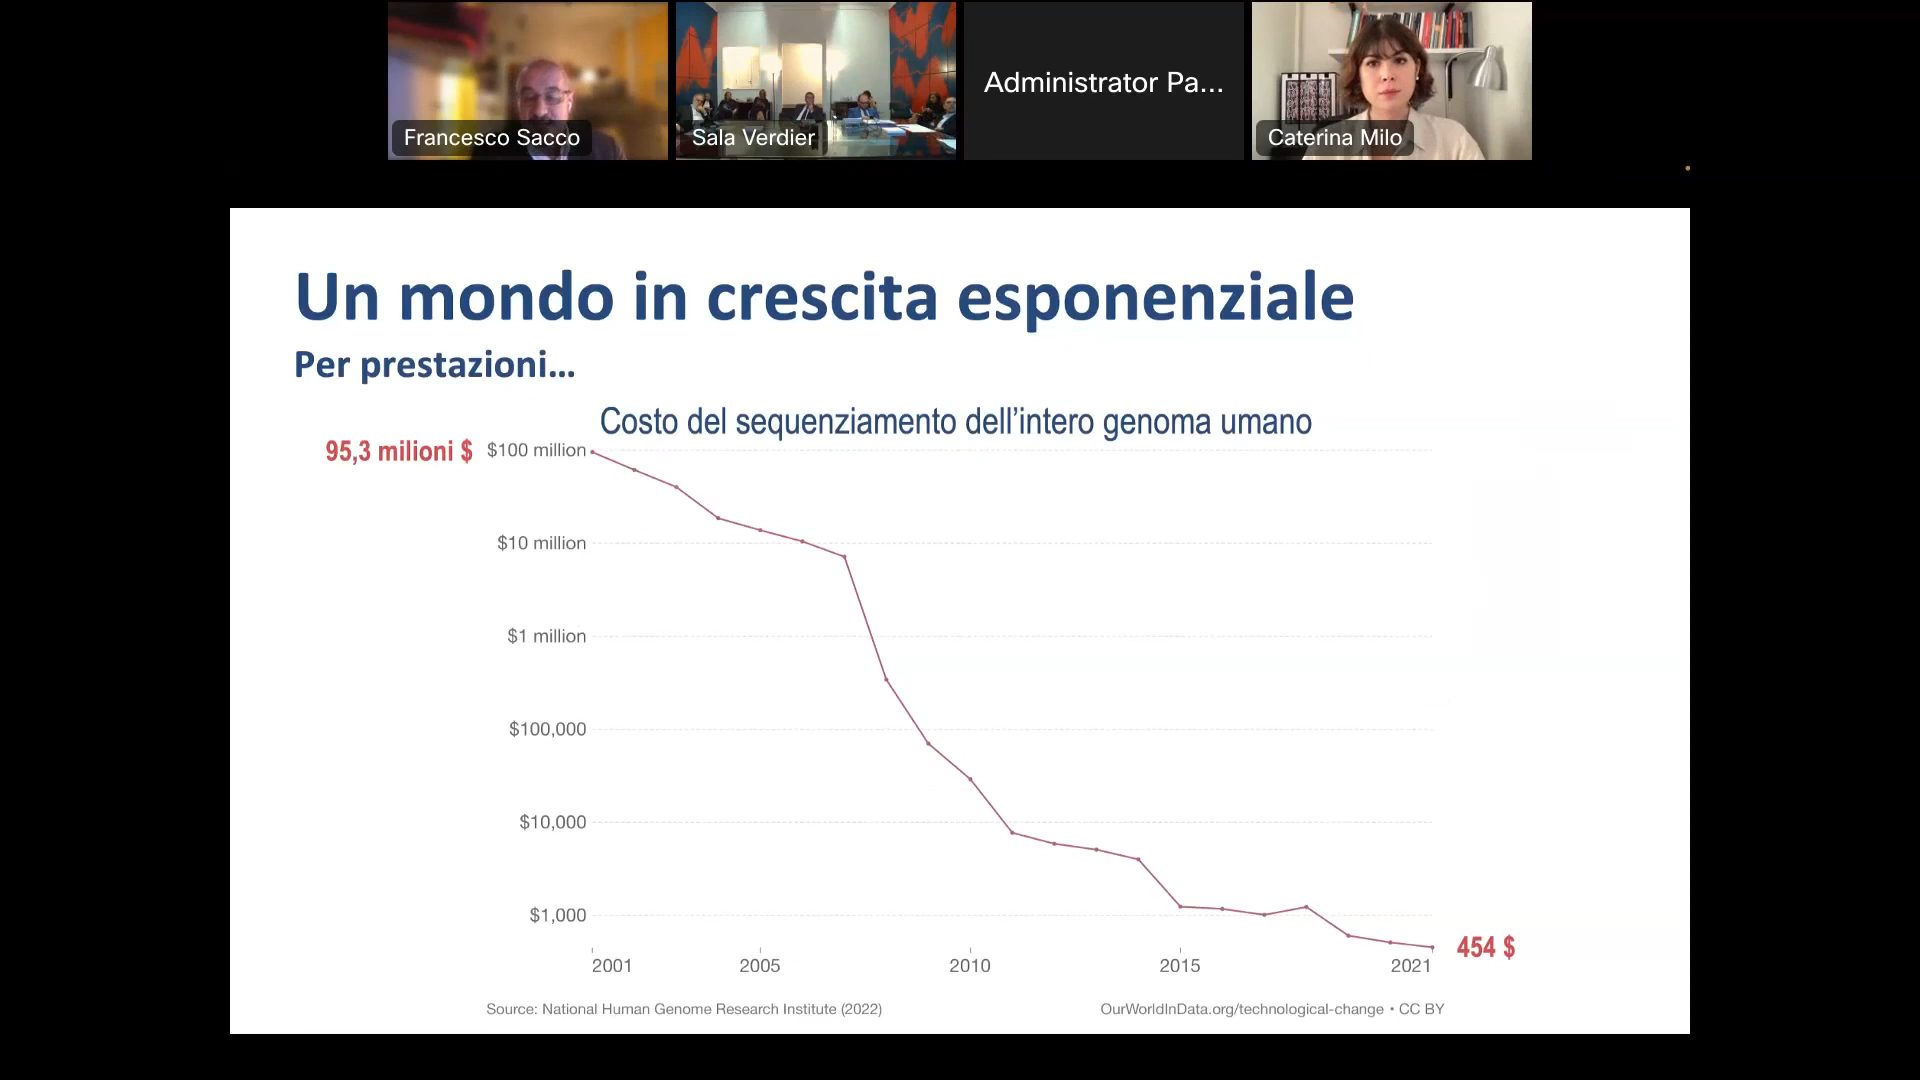 Francesco Sacco
Sala Verdier
Administrator Pa...
Caterina Milo
Un mondo in crescita esponenziale
Per prestazioni...
Costo del sequenziamento dell'intero genoma umano
95,3 milioni $
$100 million
$10 million
$1 million
$100,000
$10,000
$1,000
454 $
2001
2005
2010
2015
2021
Source: National Human Genome Research Institute (2022)
OurWorldInData.org/technological-change • CC BY